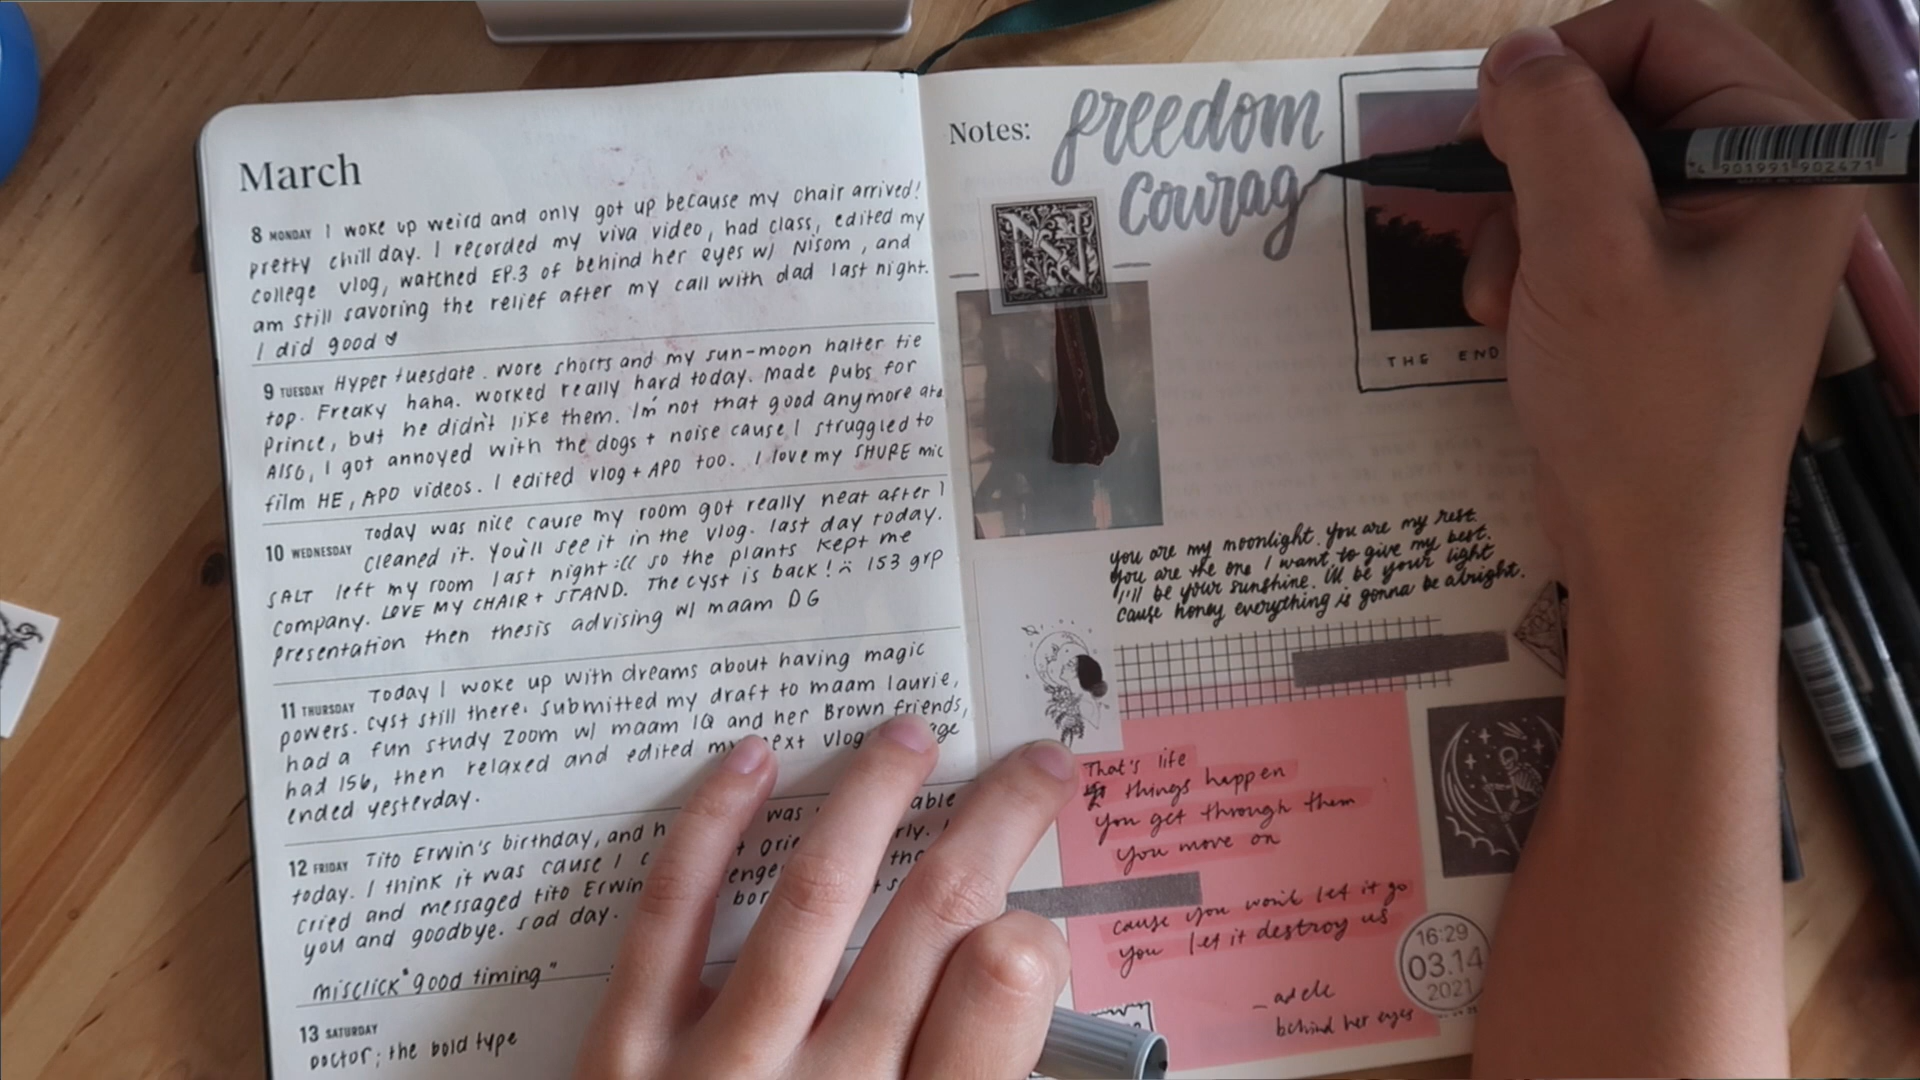 March
8 MONDAY I woke up weird and only got up because my chair arrived!
pretty chill day. I recorded my viva video, had class, edited my
college vlog, watched EP.3 of behind her eyes w/ Nisom, and
am still savoring the relief after my call with dad last night.
I did good
9 TUESDAY Hyper tuesdate. wore shorts and my sun-moon halter tie
top. Freaky haha. worked really hard today. Made pubs for
prince, but he didn't like them. I'm not that good anymore
Also, I got annoyed with the dogs + noise cause I struggled to
film HE, APO videos. I edited vlog + APO too. I love my SHURE mic
Today was nice cause my room got really neat after I
10 WEDNESDAY cleaned it. You'll see it in the vlog. last day today.
SALT left my room last night :(( so the plants kept me
company. LOVE MY CHAIR + STAND. The cyst is back! 153 grp
presentation then thesis advising w/ maam DG
Today I woke up with dreams about having magic
11 THURSDAY
powers. cyst still there. submitted my draft to maam laurie,
had a fun study zoom w/ maam IQ and her Brown friends,
had 156, then relaxed and edited my next vlog
ended yesterday.
12 FRIDAY Tito Erwin's birthday, and h was able
today. I think it was cause I
cried and messaged tito Erwin
you and goodbye. sad day.
misclick "good timing"
13 SATURDAY
Doctor; the bold type
Notes:
freedom
courag
N
THE END
you are my moonlight. you are my rest.
you are the one I want to give my best.
I'll be your sunshine. I'll be your light
cause honey everything is gonna be alright.
That's life
things happen
you get through them
you move on
cause you won't let it go
you let it destroy us
- adele
behind her eyes
16:29
03.14
2021
4 901991 902471